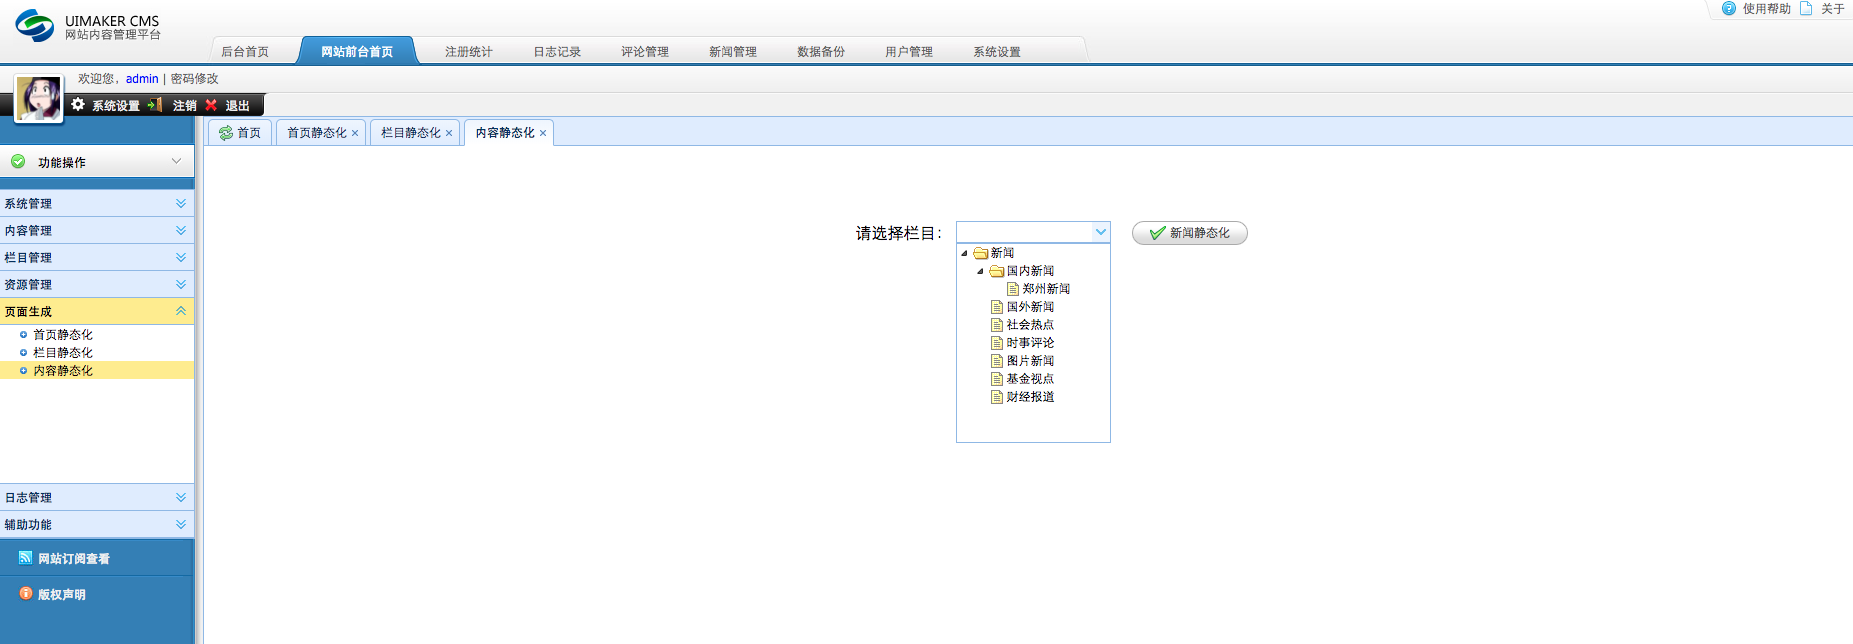 UIMAKER CMS
网站内容管理平台
使用帮助 关于
后台首页 网站前台首页 注册统计 日志记录 评论管理 新闻管理 数据备份 用户管理 系统设置
欢迎您，admin | 密码修改
系统设置 注销 退出
首页 首页静态化 × 栏目静态化 × 内容静态化 ×
功能操作
系统管理
内容管理
栏目管理
资源管理
页面生成
首页静态化
栏目静态化
内容静态化
日志管理
辅助功能
网站订阅查看
版权声明
请选择栏目： 新闻静态化
新闻
国内新闻
郑州新闻
国外新闻
社会热点
时事评论
图片新闻
基金视点
财经报道